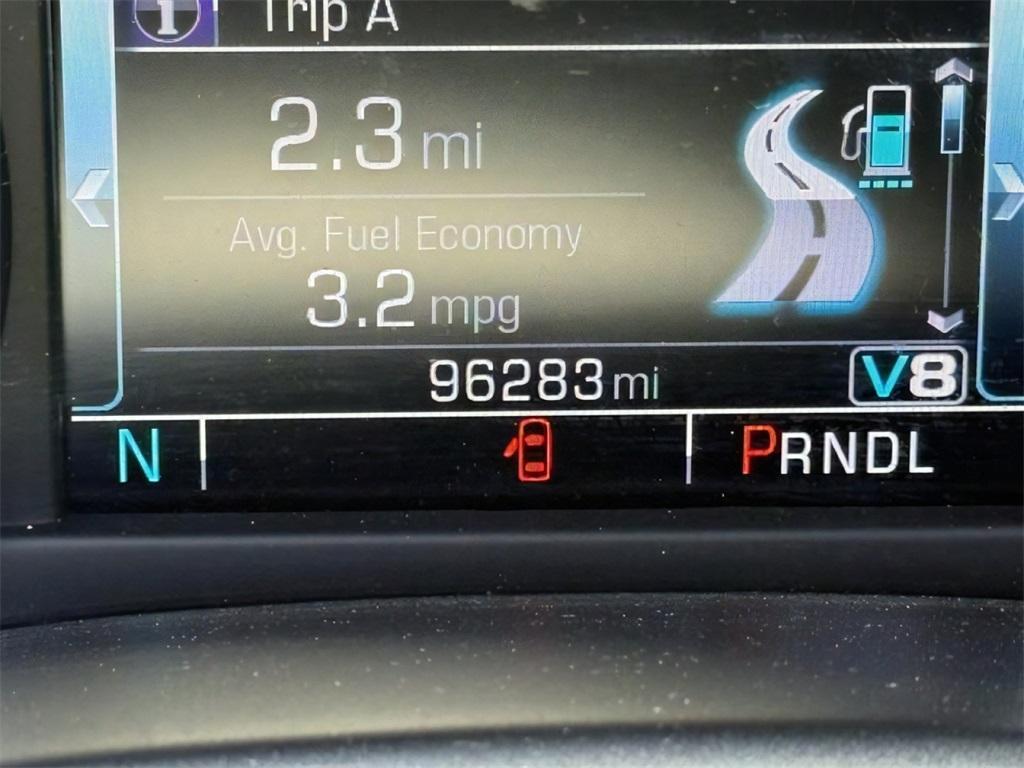 Trip A
2.3 mi
Avg. Fuel Economy
3.2 mpg
96283 mi
V8
N
PRNDL